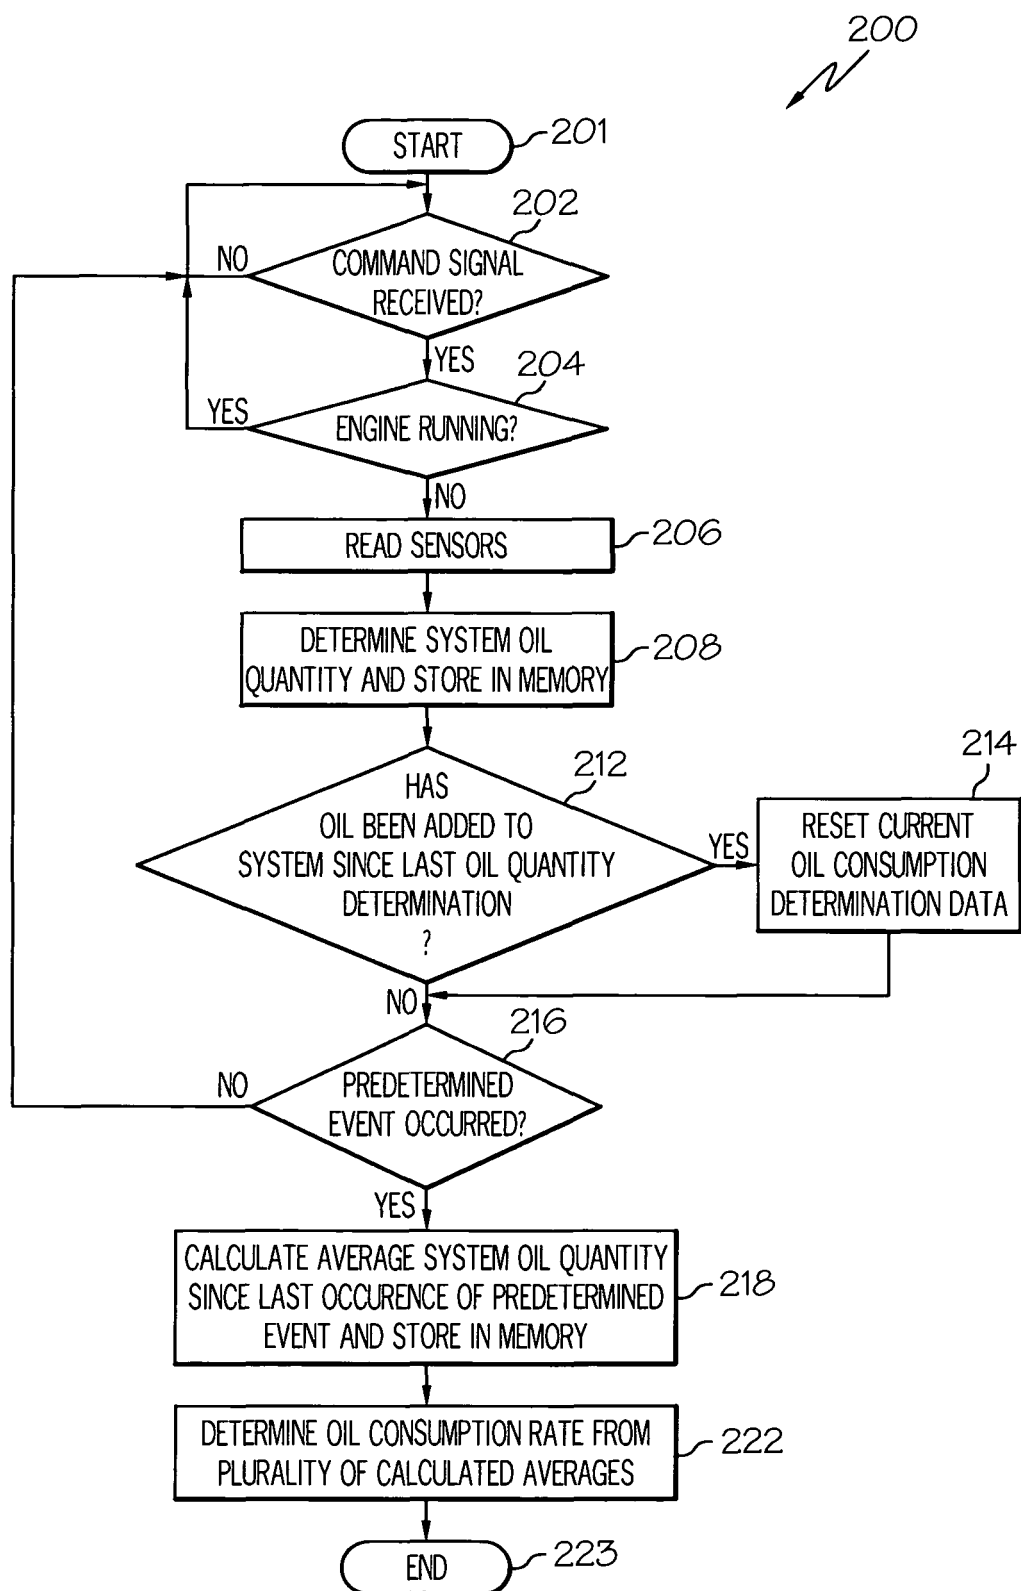 200
START
201
202
NO
COMMAND SIGNAL
RECEIVED?
YES
204
YES
ENGINE RUNNING?
NO
READ SENSORS
206
DETERMINE SYSTEM OIL
QUANTITY AND STORE IN MEMORY
208
212
HAS
OIL BEEN ADDED TO
SYSTEM SINCE LAST OIL QUANTITY
DETERMINATION
?
YES
214
RESET CURRENT
OIL CONSUMPTION
DETERMINATION DATA
NO
216
NO
PREDETERMINED
EVENT OCCURRED?
YES
CALCULATE AVERAGE SYSTEM OIL QUANTITY
SINCE LAST OCCURENCE OF PREDETERMINED
EVENT AND STORE IN MEMORY
218
DETERMINE OIL CONSUMPTION RATE FROM
PLURALITY OF CALCULATED AVERAGES
222
END
223